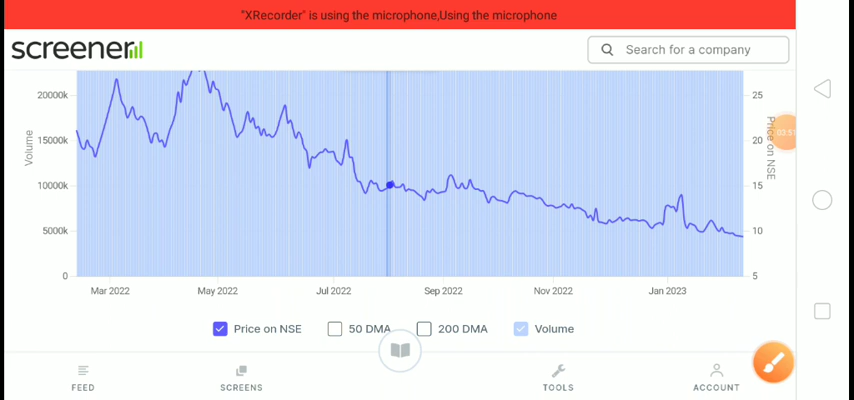 "XRecorder" is using the microphone,Using the microphone
screener
Search for a company
20000k
15000k
10000k
5000k
0
Volume
25
20
15
10
5
Price on NSE
03:51
Mar 2022
May 2022
Jul 2022
Sep 2022
Nov 2022
Jan 2023
Price on NSE
50 DMA
200 DMA
Volume
FEED
SCREENS
TOOLS
ACCOUNT